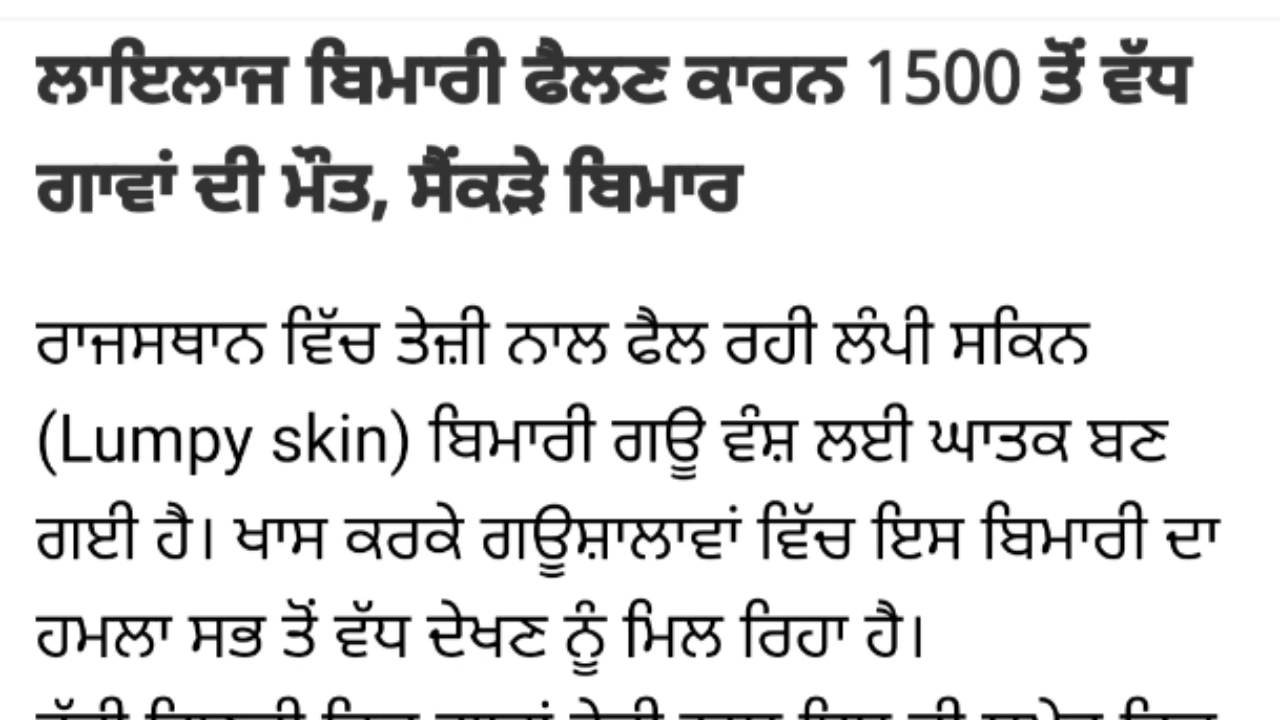 ਲਾਇਲਾਜ ਬਿਮਾਰੀ ਫੈਲਣ ਕਾਰਨ 1500 ਤੋਂ ਵੱਧ
ਗਾਵਾਂ ਦੀ ਮੌਤ, ਸੈਂਕੜੇ ਬਿਮਾਰ
ਰਾਜਸਥਾਨ ਵਿੱਚ ਤੇਜ਼ੀ ਨਾਲ ਫੈਲ ਰਹੀ ਲੰਪੀ ਸਕਿਨ
(Lumpy skin) ਬਿਮਾਰੀ ਗਊ ਵੰਸ਼ ਲਈ ਘਾਤਕ ਬਣ
ਗਈ ਹੈ। ਖਾਸ ਕਰਕੇ ਗਊਸ਼ਾਲਾਵਾਂ ਵਿੱਚ ਇਸ ਬਿਮਾਰੀ ਦਾ
ਹਮਲਾ ਸਭ ਤੋਂ ਵੱਧ ਦੇਖਣ ਨੂੰ ਮਿਲ ਰਿਹਾ ਹੈ।